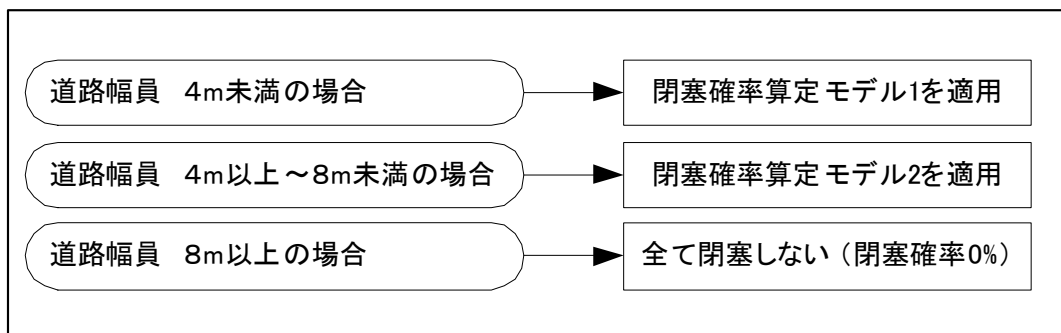 道路幅員　4m未満の場合
閉塞確率算定モデル1を適用
道路幅員　4m以上～8m未満の場合
閉塞確率算定モデル2を適用
道路幅員　8m以上の場合
全て閉塞しない（閉塞確率0%）